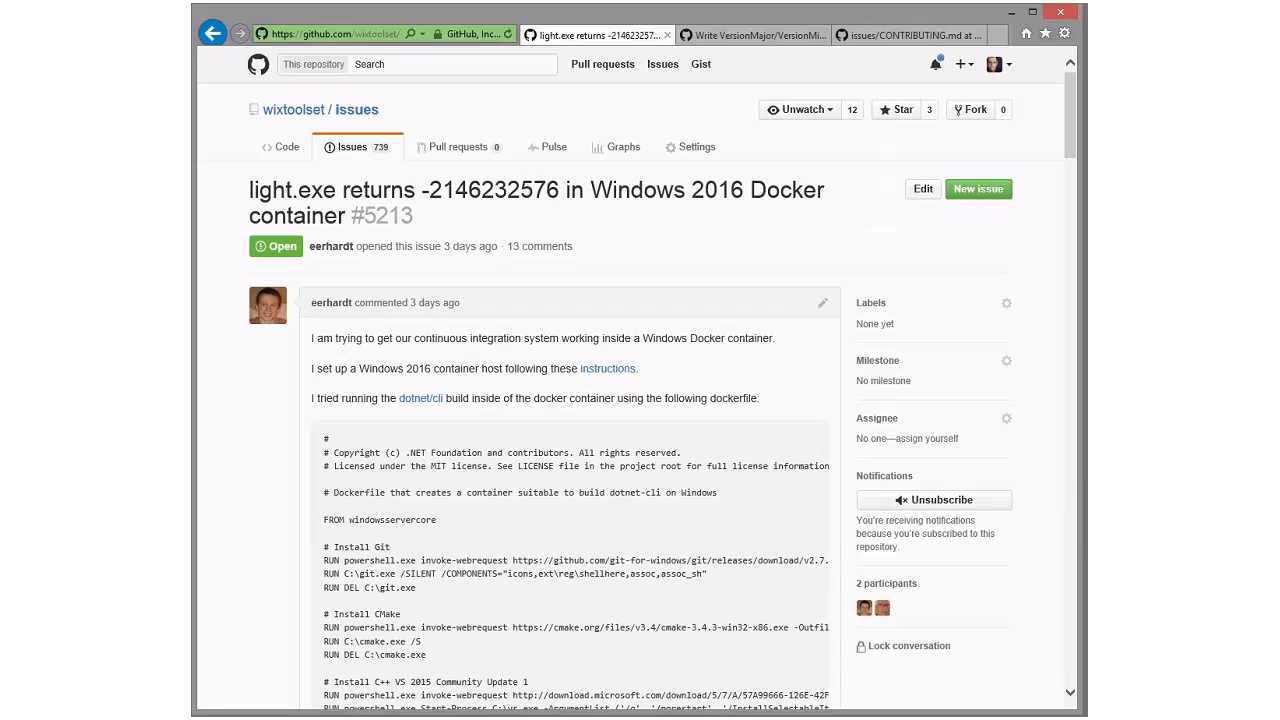 https://github.com/wixtoolset/ GitHub, Inc... light.exe returns -214623257... Write VersionMajor/VersionMi... issues/CONTRIBUTING.md at ...
This repository Search Pull requests Issues Gist
wixtoolset / issues Unwatch 12 Star 3 Fork 0
Code Issues 739 Pull requests 0 Pulse Graphs Settings
light.exe returns -2146232576 in Windows 2016 Docker
container #5213
Edit New issue
Open eerhardt opened this issue 3 days ago · 13 comments
eerhardt commented 3 days ago
I am trying to get our continuous integration system working inside a Windows Docker container.
I set up a Windows 2016 container host following these instructions.
I tried running the dotnet/cli build inside of the docker container using the following dockerfile:
#
# Copyright (c) .NET Foundation and contributors. All rights reserved.
# Licensed under the MIT license. See LICENSE file in the project root for full license information
# Dockerfile that creates a container suitable to build dotnet-cli on Windows
FROM windowsservercore
# Install Git
RUN powershell.exe invoke-webrequest https://github.com/git-for-windows/git/releases/download/v2.7.
RUN C:\git.exe /SILENT /COMPONENTS="icons,ext\reg\shellhere,assoc,assoc_sh"
RUN DEL C:\git.exe
# Install CMake
RUN powershell.exe invoke-webrequest https://cmake.org/files/v3.4/cmake-3.4.3-win32-x86.exe -Outfil
RUN C:\cmake.exe /S
RUN DEL C:\cmake.exe
# Install C++ VS 2015 Community Update 1
RUN powershell.exe invoke-webrequest http://download.microsoft.com/download/5/7/A/57A99666-126E-42F
RUN powershell.exe Start-Process C:\vs.exe -ArgumentList ('/q', '/norestart', '/InstallSelectableIt
Labels
None yet
Milestone
No milestone
Assignee
No one—assign yourself
Notifications
Unsubscribe
You're receiving notifications
because you're subscribed to this
repository.
2 participants
Lock conversation